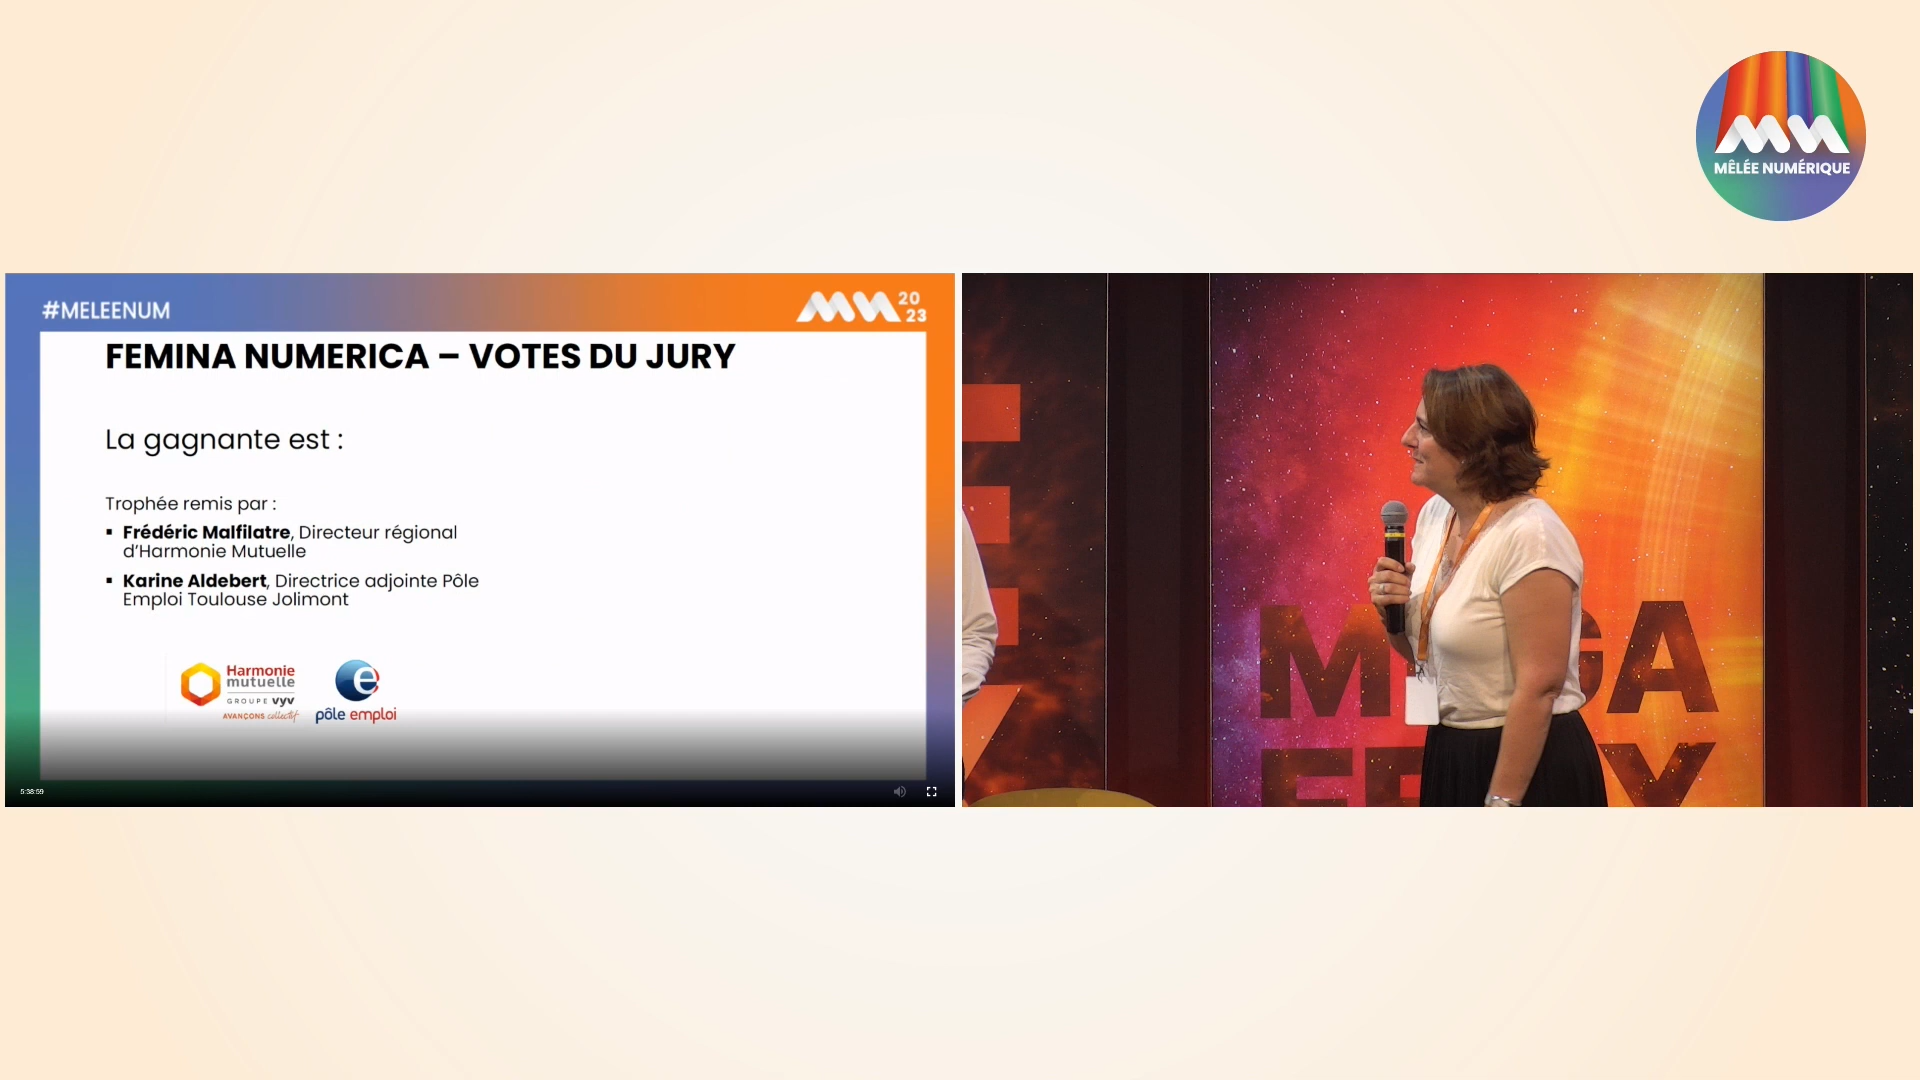 MÊLÉE NUMÉRIQUE
#MELEENUM
20
23
FEMINA NUMERICA – VOTES DU JURY
La gagnante est :
Trophée remis par :
▪ Frédéric Malfilatre, Directeur régional
d'Harmonie Mutuelle
▪ Karine Aldebert, Directrice adjointe Pôle
Emploi Toulouse Jolimont
Harmonie
mutuelle
GROUPE vyv
AVANÇONS collectif
pôle emploi
5:38:59
MEGA